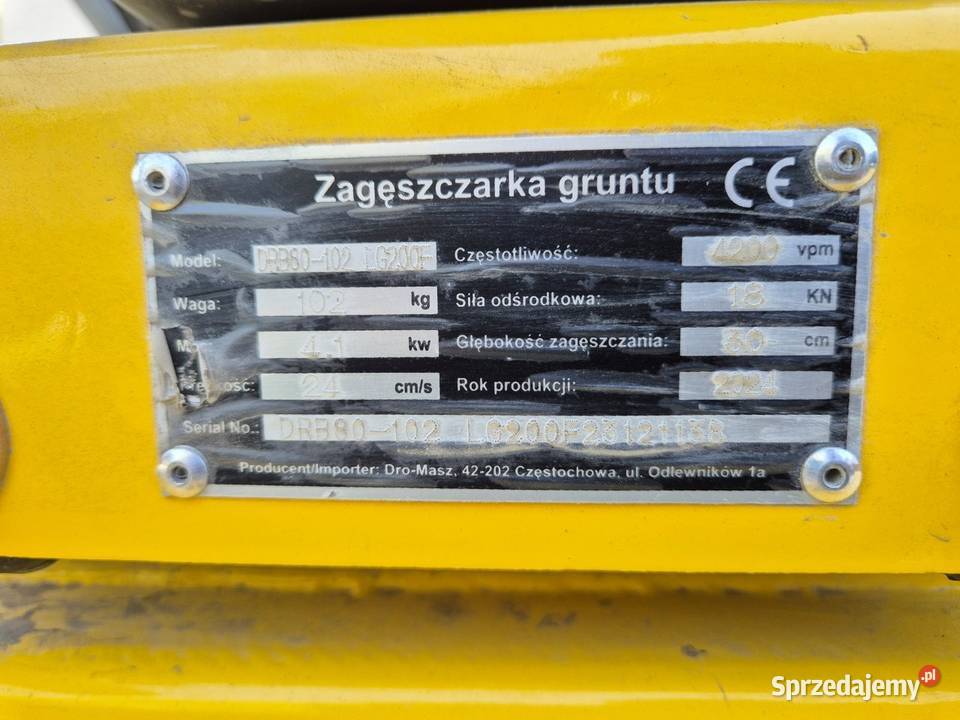 Zagęszczarka gruntu CE
Model: DRB80-102 LG200F Częstotliwość: 4200 vpm
Waga: 102 kg Siła odśrodkowa: 18 KN
4.1 kw Głębokość zagęszczania: 30 cm
24 cm/s Rok produkcji: 2024
Serial No.: DRB80-102 LG200F23121138
Producent/Importer: Dro-Masz, 42-202 Częstochowa, ul. Odlewników 1a
Sprzedajemy.pl